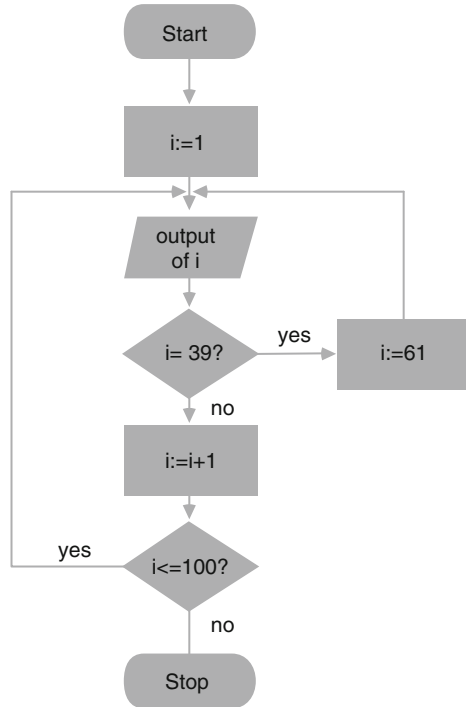 Start
i:=1
output
of i
i= 39?
yes
i:=61
no
i:=i+1
yes
i<=100?
no
Stop